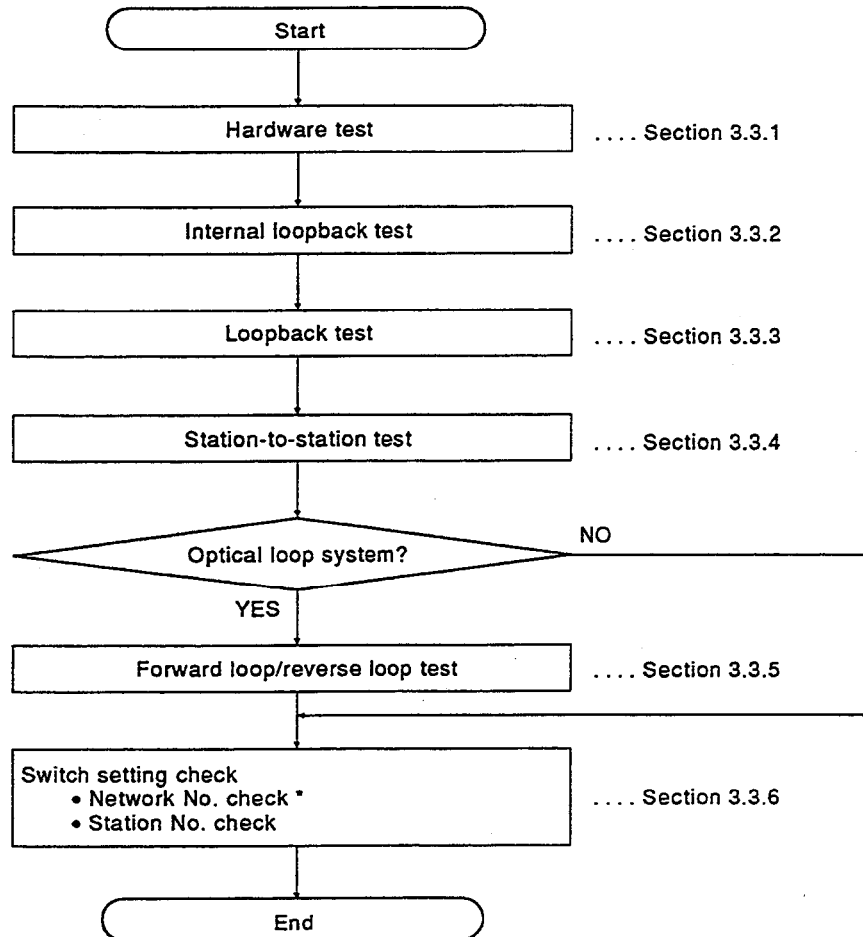 Start
Hardware test .... Section 3.3.1
Internal loopback test .... Section 3.3.2
Loopback test .... Section 3.3.3
Station-to-station test .... Section 3.3.4
Optical loop system? NO
YES
Forward loop/reverse loop test .... Section 3.3.5
Switch setting check
• Network No. check * .... Section 3.3.6
• Station No. check
End